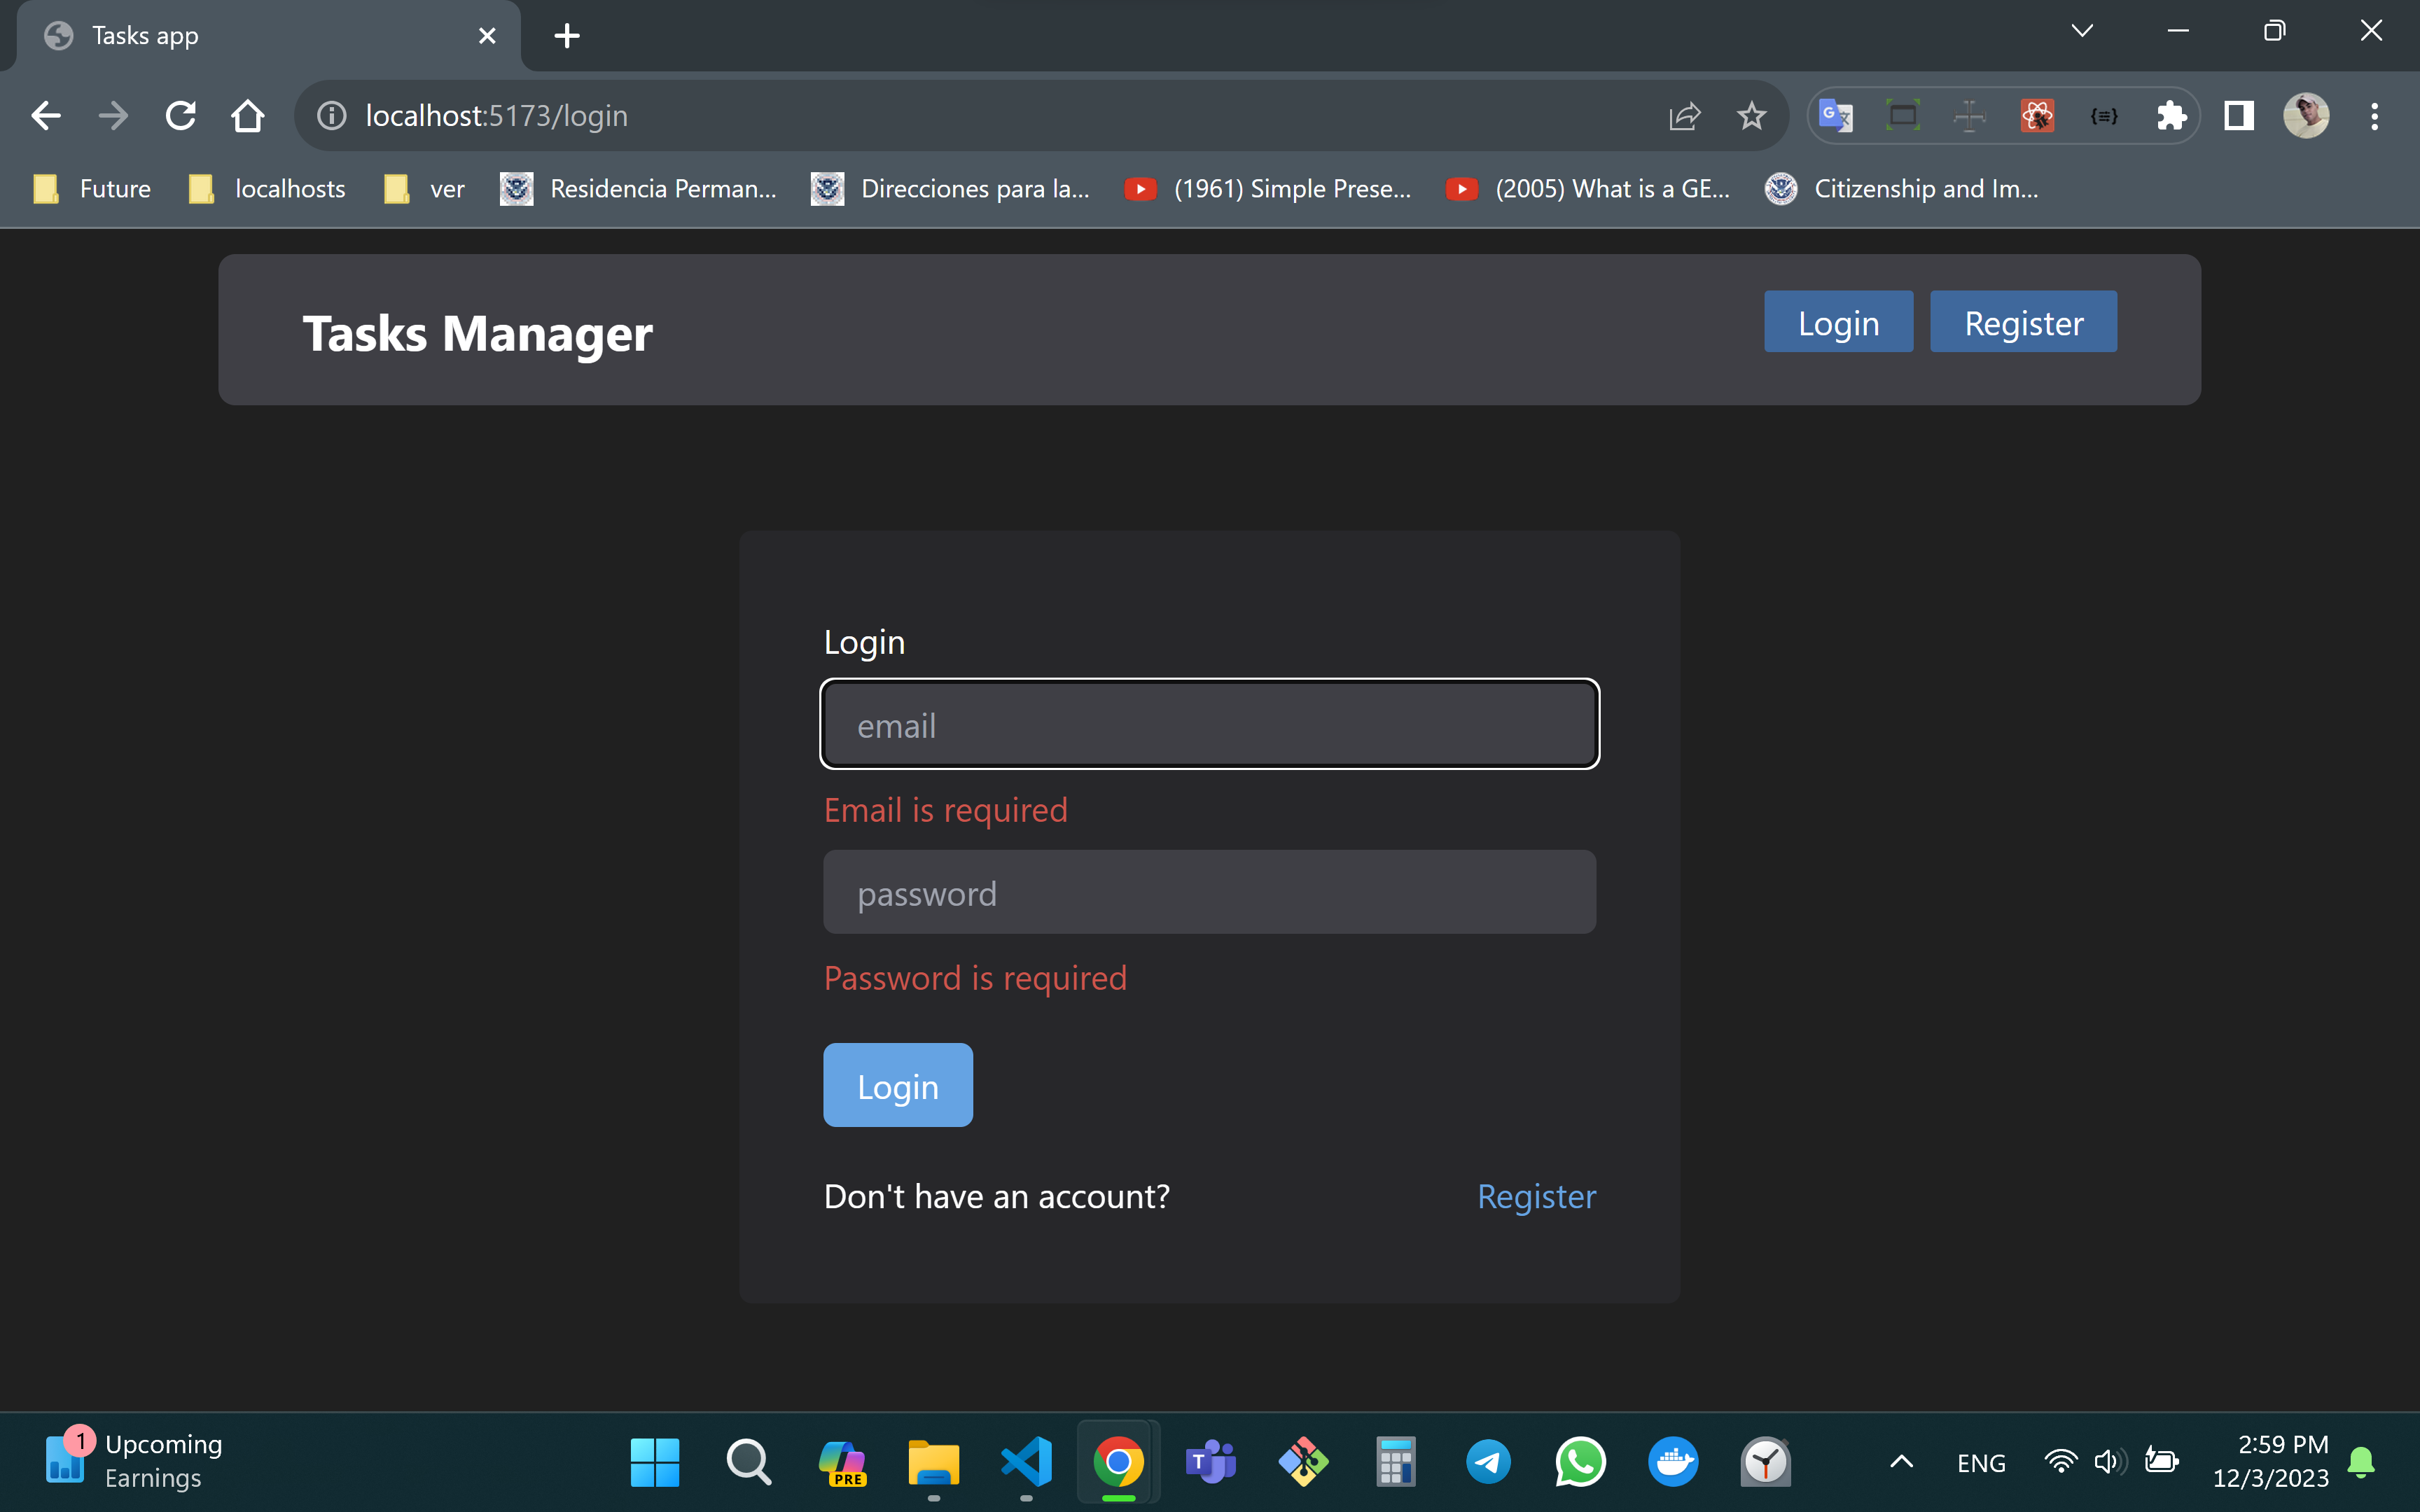 Tasks app
localhost:5173/login
Future
localhosts
ver
Residencia Perman...
Direcciones para la...
(1961) Simple Prese...
(2005) What is a GE...
Citizenship and Im...
Tasks Manager
Login
Register
Login
email
Email is required
password
Password is required
Login
Don't have an account?
Register
1
Upcoming
Earnings
PRE
T
ENG
2:59 PM
12/3/2023